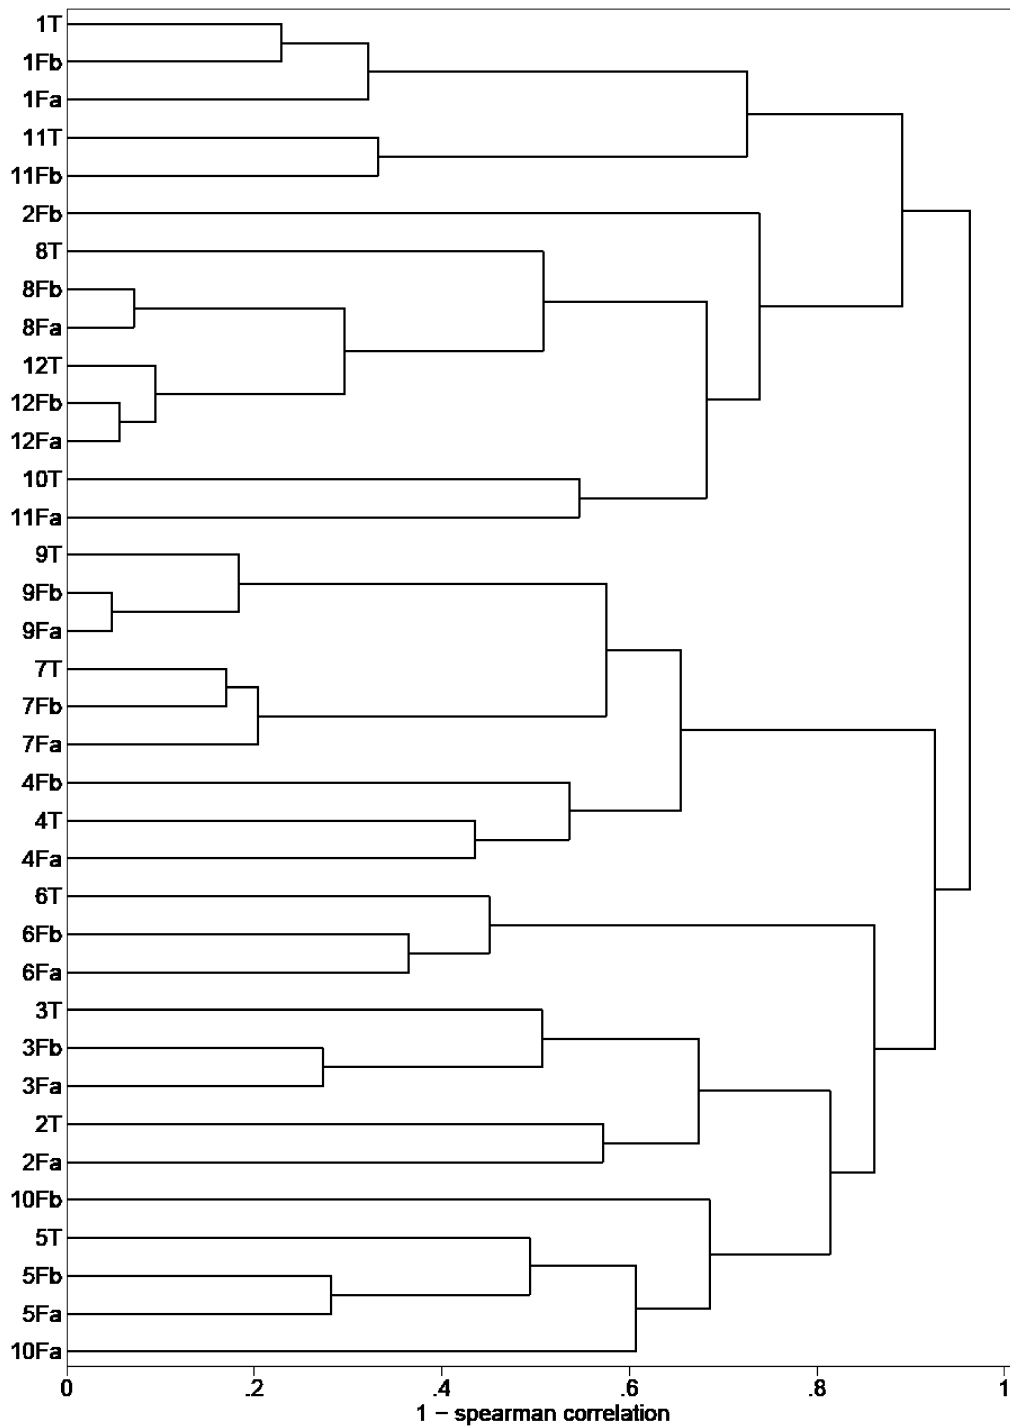 1T
1Fb
1Fa
11T
11Fb
2Fb
8T
8Fb
8Fa
12T
12Fb
12Fa
10T
11Fa
9T
9Fb
9Fa
7T
7Fb
7Fa
4Fb
4T
4Fa
6T
6Fb
6Fa
3T
3Fb
3Fa
2T
2Fa
10Fb
5T
5Fb
5Fa
10Fa
0 .2 .4 .6 .8 1
1 − spearman correlation